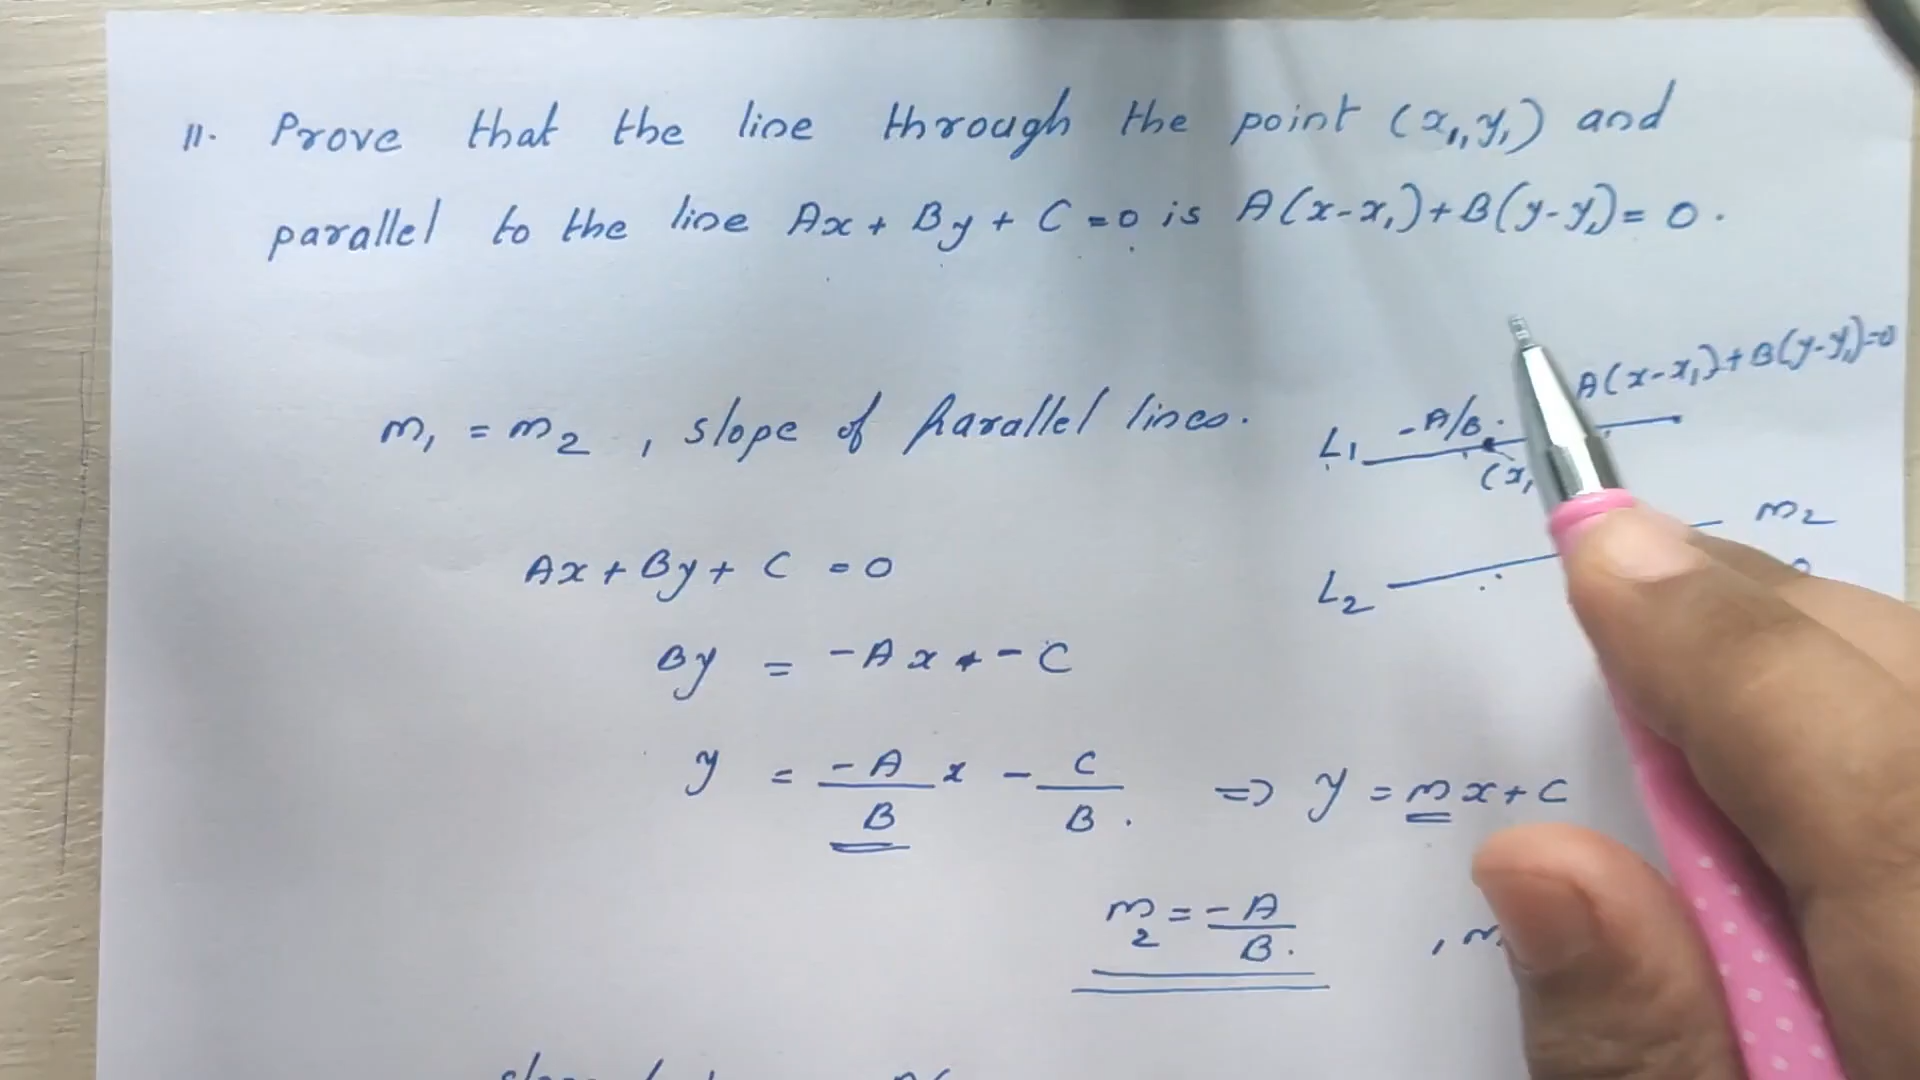 11. Prove that the line through the point (x₁,y₁) and
parallel to the line Ax + By + C = 0 is A(x-x₁)+B(y-y₁)= 0.
A(x-x₁)+B(y-y₁)=0
m₁ = m₂ , slope of parallel lines.
L₁ -A/B.
(x₁
m₂
L₂
Ax + By + C = 0
By = -Ax - C
y = -A/B x - C/B. ⇒ y = mx + C
m₂ = -A/B.